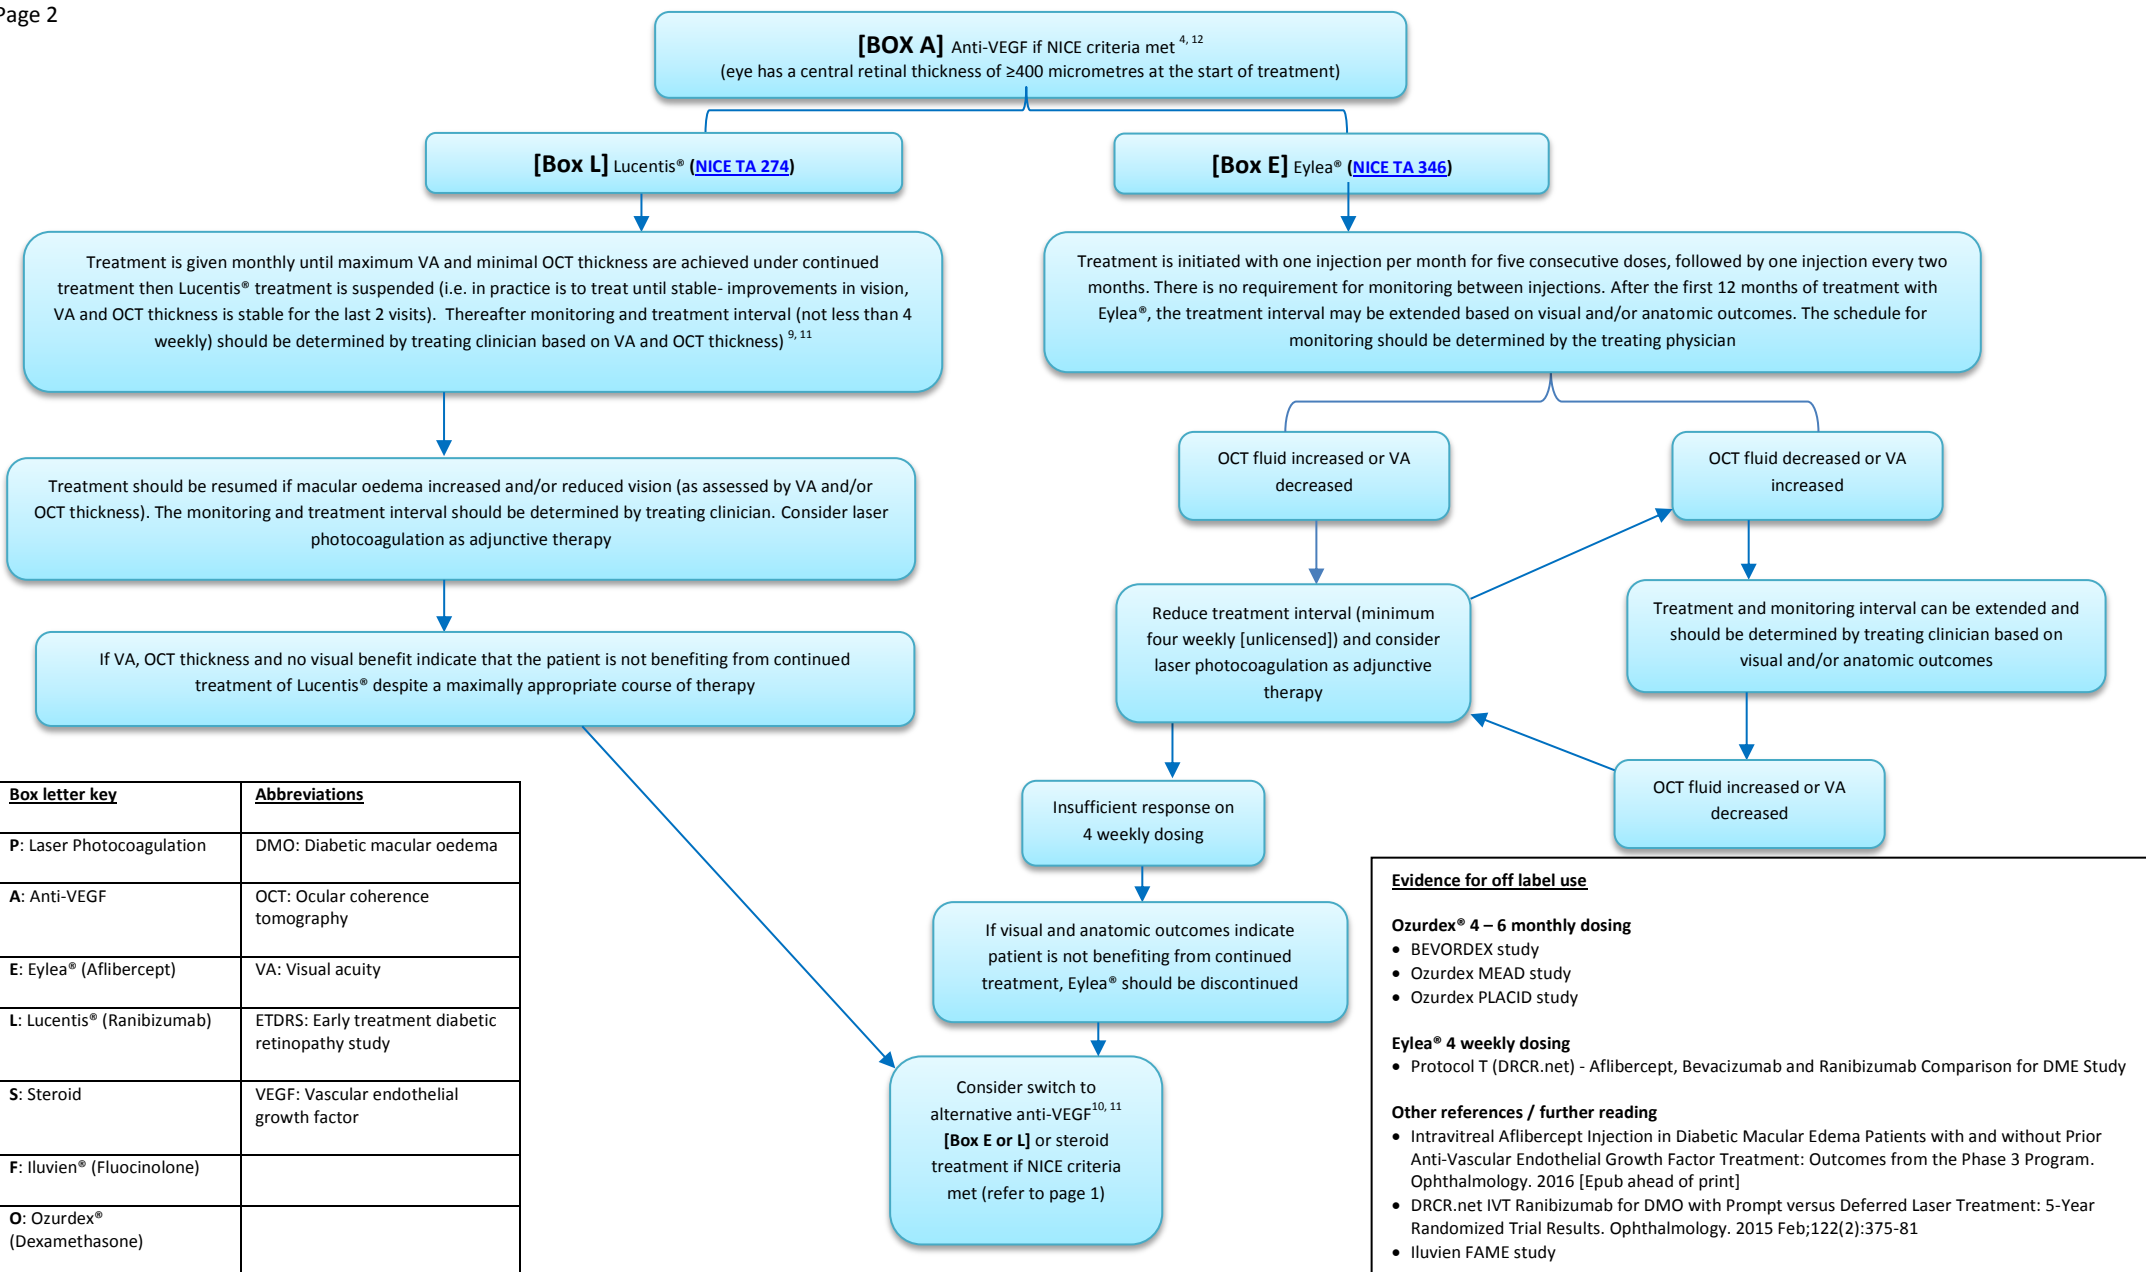 Page 2
[BOX A] Anti-VEGF if NICE criteria met 4, 12
(eye has a central retinal thickness of ≥400 micrometres at the start of treatment)
[Box L] Lucentis® (NICE TA 274)
[Box E] Eylea® (NICE TA 346)
Treatment is given monthly until maximum VA and minimal OCT thickness are achieved under continued
treatment then Lucentis® treatment is suspended (i.e. in practice is to treat until stable- improvements in vision,
VA and OCT thickness is stable for the last 2 visits). Thereafter monitoring and treatment interval (not less than 4
weekly) should be determined by treating clinician based on VA and OCT thickness) 9, 11
Treatment is initiated with one injection per month for five consecutive doses, followed by one injection every two
months. There is no requirement for monitoring between injections. After the first 12 months of treatment with
Eylea®, the treatment interval may be extended based on visual and/or anatomic outcomes. The schedule for
monitoring should be determined by the treating physician
OCT fluid increased or VA
decreased
OCT fluid decreased or VA
increased
Treatment should be resumed if macular oedema increased and/or reduced vision (as assessed by VA and/or
OCT thickness). The monitoring and treatment interval should be determined by treating clinician. Consider laser
photocoagulation as adjunctive therapy
Reduce treatment interval (minimum
four weekly [unlicensed]) and consider
laser photocoagulation as adjunctive
therapy
Treatment and monitoring interval can be extended and
should be determined by treating clinician based on
visual and/or anatomic outcomes
If VA, OCT thickness and no visual benefit indicate that the patient is not benefiting from continued
treatment of Lucentis® despite a maximally appropriate course of therapy
OCT fluid increased or VA
decreased
Insufficient response on
4 weekly dosing
If visual and anatomic outcomes indicate
patient is not benefiting from continued
treatment, Eylea® should be discontinued
Consider switch to
alternative anti-VEGF10, 11
[Box E or L] or steroid
treatment if NICE criteria
met (refer to page 1)
Box letter key
Abbreviations
P: Laser Photocoagulation
DMO: Diabetic macular oedema
A: Anti-VEGF
OCT: Ocular coherence
tomography
E: Eylea® (Aflibercept)
VA: Visual acuity
L: Lucentis® (Ranibizumab)
ETDRS: Early treatment diabetic
retinopathy study
S: Steroid
VEGF: Vascular endothelial
growth factor
F: Iluvien® (Fluocinolone)
O: Ozurdex®
(Dexamethasone)
Evidence for off label use
Ozurdex® 4 – 6 monthly dosing
• BEVORDEX study
• Ozurdex MEAD study
• Ozurdex PLACID study
Eylea® 4 weekly dosing
• Protocol T (DRCR.net) - Aflibercept, Bevacizumab and Ranibizumab Comparison for DME Study
Other references / further reading
• Intravitreal Aflibercept Injection in Diabetic Macular Edema Patients with and without Prior
Anti-Vascular Endothelial Growth Factor Treatment: Outcomes from the Phase 3 Program.
Ophthalmology. 2016 [Epub ahead of print]
• DRCR.net IVT Ranibizumab for DMO with Prompt versus Deferred Laser Treatment: 5-Year
Randomized Trial Results. Ophthalmology. 2015 Feb;122(2):375-81
• Iluvien FAME study